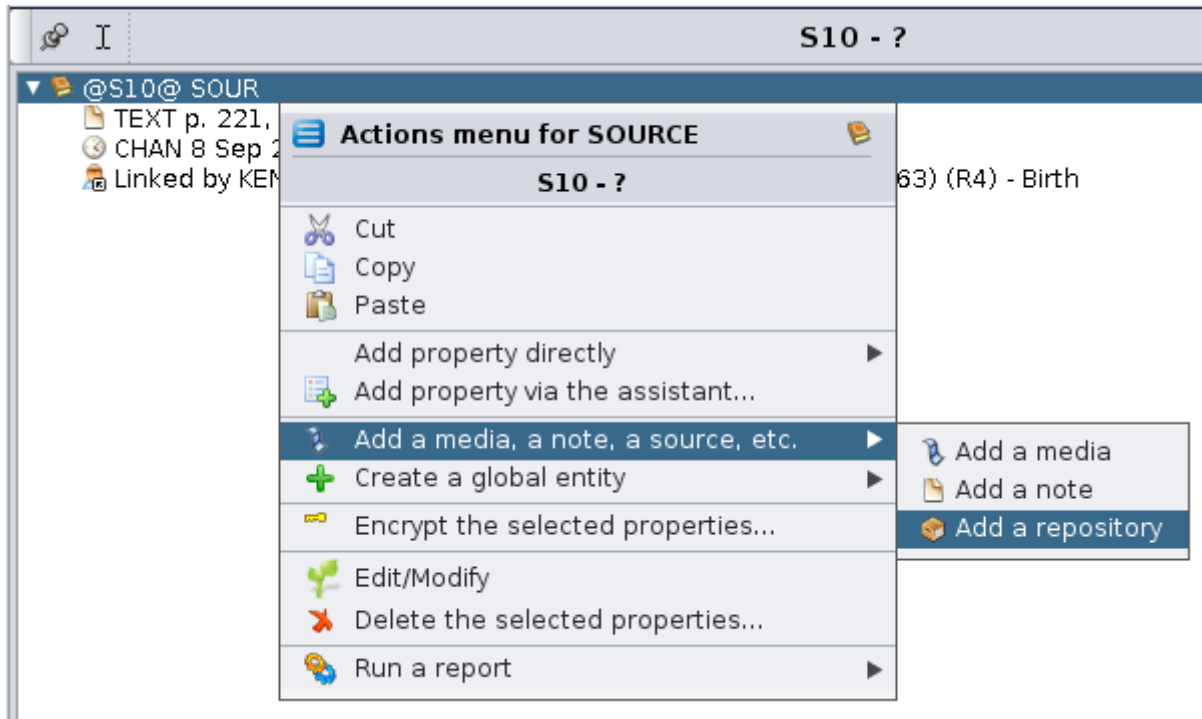 S10 - ?
@S10@ SOUR
TEXT p. 221,
CHAN 8 Sep
Linked by
63) (R4) - Birth
Actions menu for SOURCE
S10 - ?
Cut
Copy
Paste
Add property directly
Add property via the assistant...
Add a media, a note, a source, etc.
Create a global entity
Encrypt the selected properties...
Edit/Modify
Delete the selected properties...
Run a report
Add a media
Add a note
Add a repository